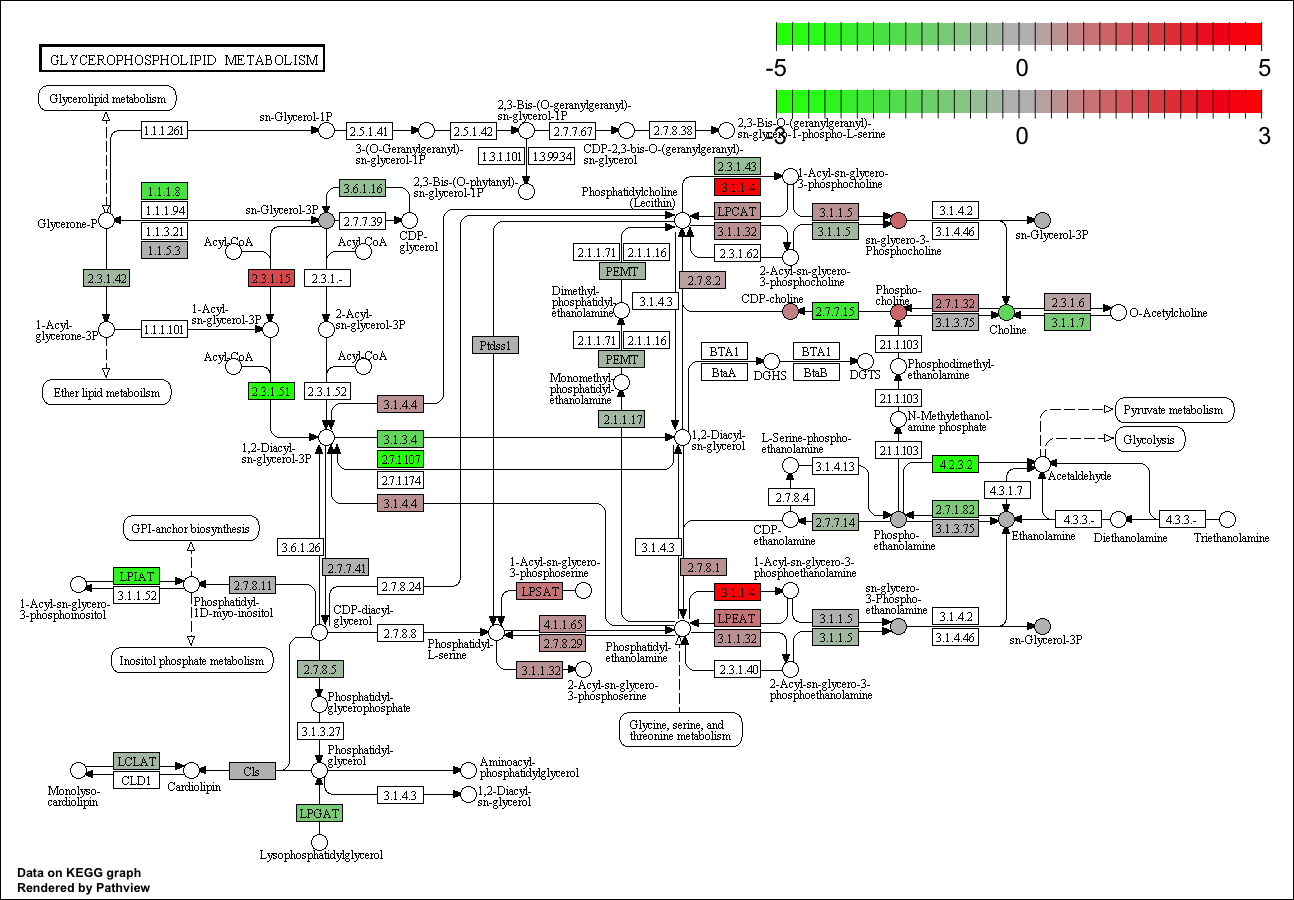 GLYCEROPHOSPHOLIPID METABOLISM
-5
0
5
-3
0
3
Glycerolipid metabolism
1.1.1.261
sn-Glycerol-1P
2.5.1.41
3-(O-Geranylgeranyl)-
sn-glycerol-1P
2.5.1.42
2,3-Bis-(O-geranylgeranyl)-
sn-glycerol-1P
2.7.7.67
CDP-2,3-bis-O-(geranylgeranyl)-
sn-glycerol
2.7.8.38
2,3-Bis-O-(geranylgeranyl)-
sn-glycero-1-phospho-L-serine
1.3.1.101
1.3.99.34
2,3-Bis-(O-phytanyl)-
sn-glycerol-1P
1.1.1.8
1.1.1.94
1.1.3.21
1.1.5.3
Glycerone-P
sn-Glycerol-3P
3.6.1.16
2.7.7.39
CDP-
glycerol
Acyl-CoA
Acyl-CoA
2.3.1.42
2.3.1.15
2.3.1.-
1-Acyl-
glycerone-3P
1.1.1.101
1-Acyl-
sn-glycerol-3P
2-Acyl-
sn-glycerol-3P
Acyl-CoA
Acyl-CoA
Ether lipid metaboilsm
2.3.1.51
2.3.1.52
1,2-Diacyl-
sn-glycerol-3P
3.1.4.4
3.1.3.4
2.7.1.107
2.7.1.174
3.1.4.4
Ptdss1
Phosphatidylcholine
(Lecithin)
2.3.1.43
3.1.1.4
LPCAT
3.1.1.32
2.3.1.62
1-Acyl-sn-glycero-
3-phosphocholine
2-Acyl-sn-glycero-
3-phosphocholine
3.1.1.5
3.1.1.5
sn-glycero-3-
Phosphocholine
3.1.4.2
3.1.4.46
sn-Glycerol-3P
2.1.1.71
2.1.1.16
PEMT
Dimethyl-
phosphatidyl-
ethanolamine
3.1.4.3
2.7.8.2
CDP-choline
2.7.7.15
Phospho-
choline
2.7.1.32
3.1.3.75
Choline
2.3.1.6
3.1.1.7
O-Acetylcholine
2.1.1.71
2.1.1.16
PEMT
Monomethyl-
phosphatidyl-
ethanolamine
2.1.1.17
BTA1
BtaA
DGHS
BTA1
BtaB
DGTS
2.1.1.103
Phosphodimethyl-
ethanolamine
2.1.1.103
N-Methylethanol-
amine phosphate
2.1.1.103
1,2-Diacyl-
sn-glycerol
L-Serine-phospho-
ethanolamine
3.1.4.13
2.7.8.4
CDP-
ethanolamine
2.7.7.14
Phospho-
ethanolamine
4.2.3.2
2.7.1.82
3.1.3.75
Pyruvate metabolism
Glycolysis
Acetaldehyde
4.3.1.7
Ethanolamine
4.3.3.-
Diethanolamine
4.3.3.-
Triethanolamine
GPI-anchor biosynthesis
3.6.1.26
2.7.7.41
LPIAT
3.1.1.52
1-Acyl-sn-glycero-
3-phosphoinositol
Phosphatidyl-
1D-myo-inositol
2.7.8.11
2.7.8.24
CDP-diacyl-
glycerol
2.7.8.8
Inositol phosphate metabolism
1-Acyl-sn-glycero-
3-phosphoserine
LPSAT
Phosphatidyl-
L-serine
4.1.1.65
2.7.8.29
3.1.1.32
2-Acyl-sn-glycero-
3-phosphoserine
3.1.4.3
2.7.8.1
Phosphatidyl-
ethanolamine
1-Acyl-sn-glycero-3-
phosphoethanolamine
3.1.1.4
LPEAT
3.1.1.32
2.3.1.40
2-Acyl-sn-glycero-3-
phosphoethanolamine
3.1.1.5
3.1.1.5
sn-glycero-
3-Phospho-
ethanolamine
3.1.4.2
3.1.4.46
sn-Glycerol-3P
Glycine, serine, and
threonine metabolism
2.7.8.5
Phosphatidyl-
glycerophosphate
3.1.3.27
Phosphatidyl-
glycerol
LCLAT
CLD1
Monolyso-
cardiolipin
Cardiolipin
Cls
Aminoacyl-
phosphatidylglycerol
3.1.4.3
1,2-Diacyl-
sn-glycerol
LPGAT
Lysophosphatidylglycerol
Data on KEGG graph
Rendered by Pathview